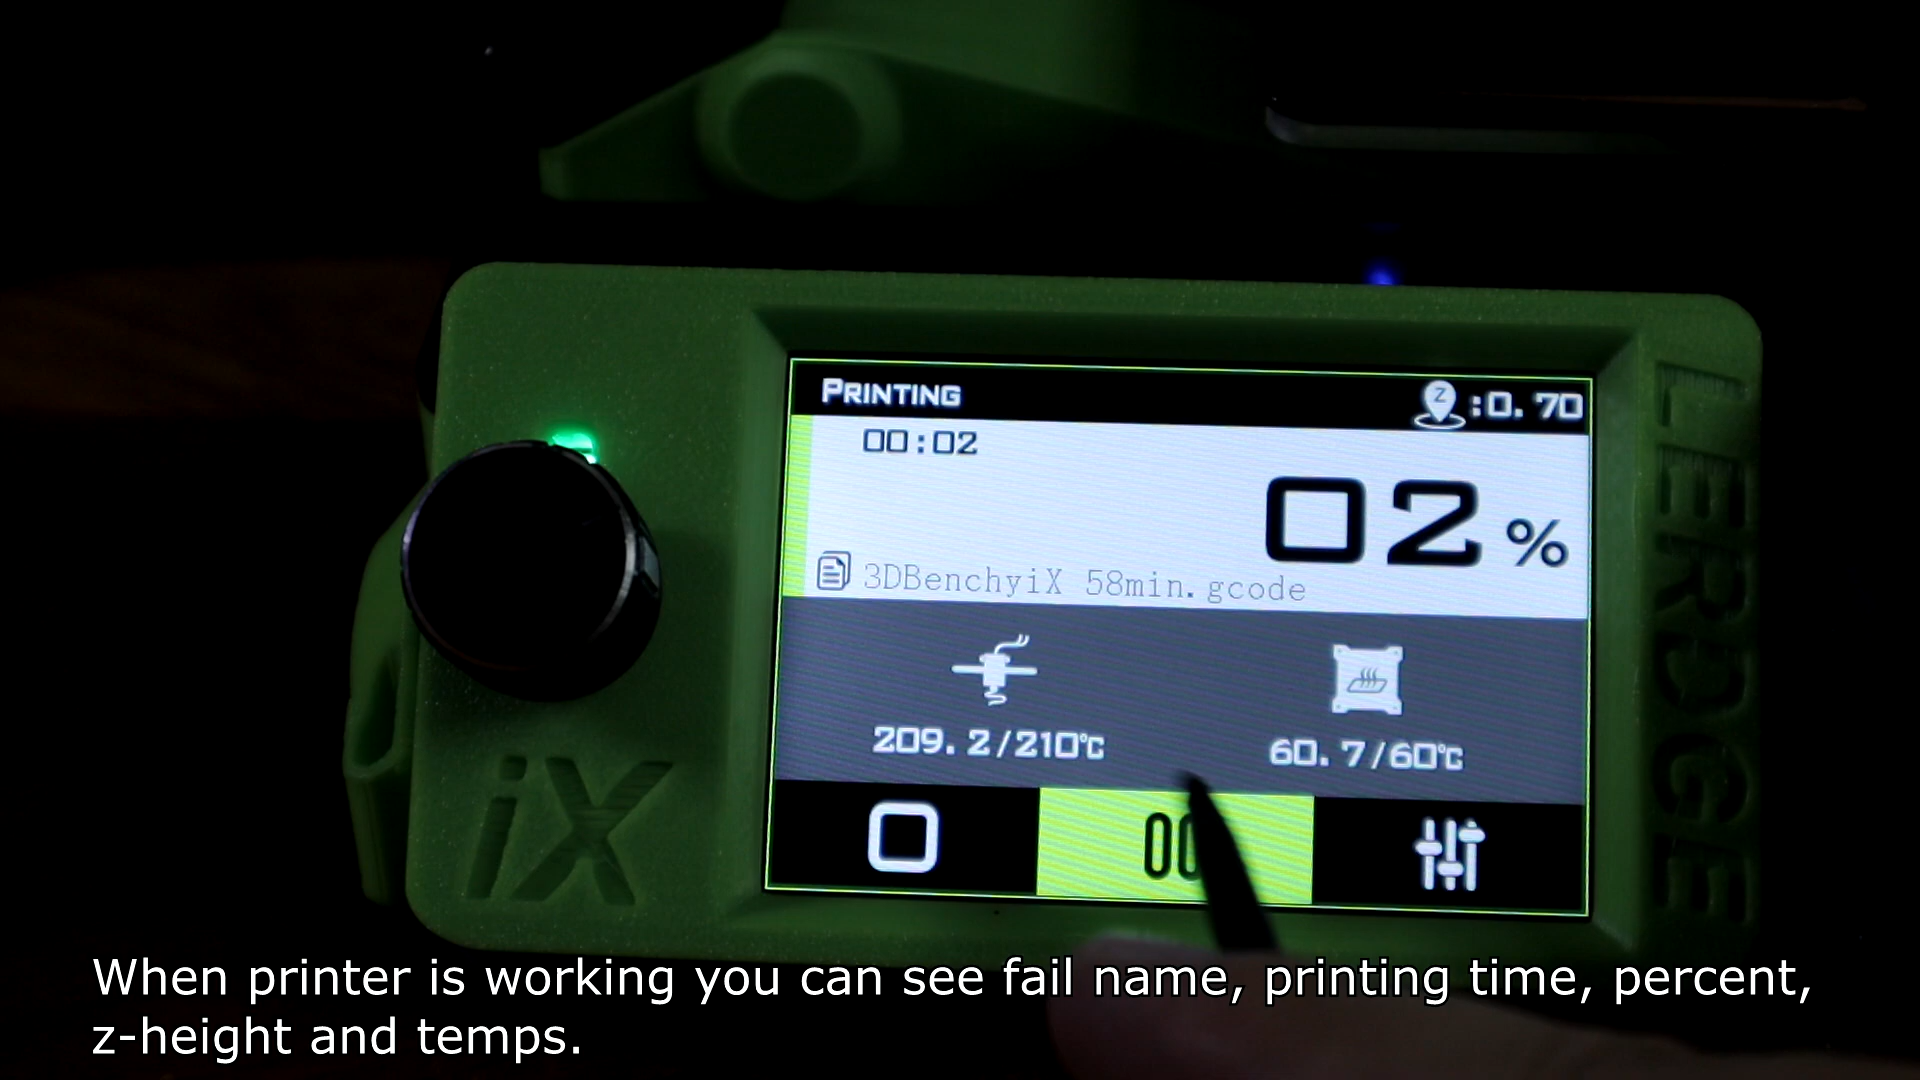 PRINTING
Z :0.70
00:02
02 %
3DBenchyiX 58min.gcode
209.2/210℃
60.7/60℃
iX
LERDGE
When printer is working you can see fail name, printing time, percent,
z-height and temps.